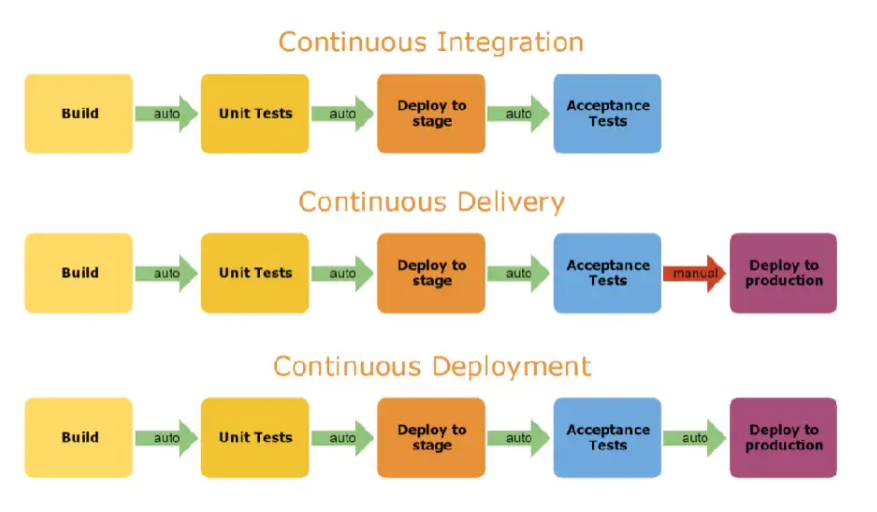 Continuous Integration
Build
auto
Unit Tests
auto
Deploy to
stage
auto
Acceptance
Tests
Continuous Delivery
Build
auto
Unit Tests
auto
Deploy to
stage
auto
Acceptance
Tests
manual
Deploy to
production
Continuous Deployment
Build
auto
Unit Tests
auto
Deploy to
stage
auto
Acceptance
Tests
auto
Deploy to
production